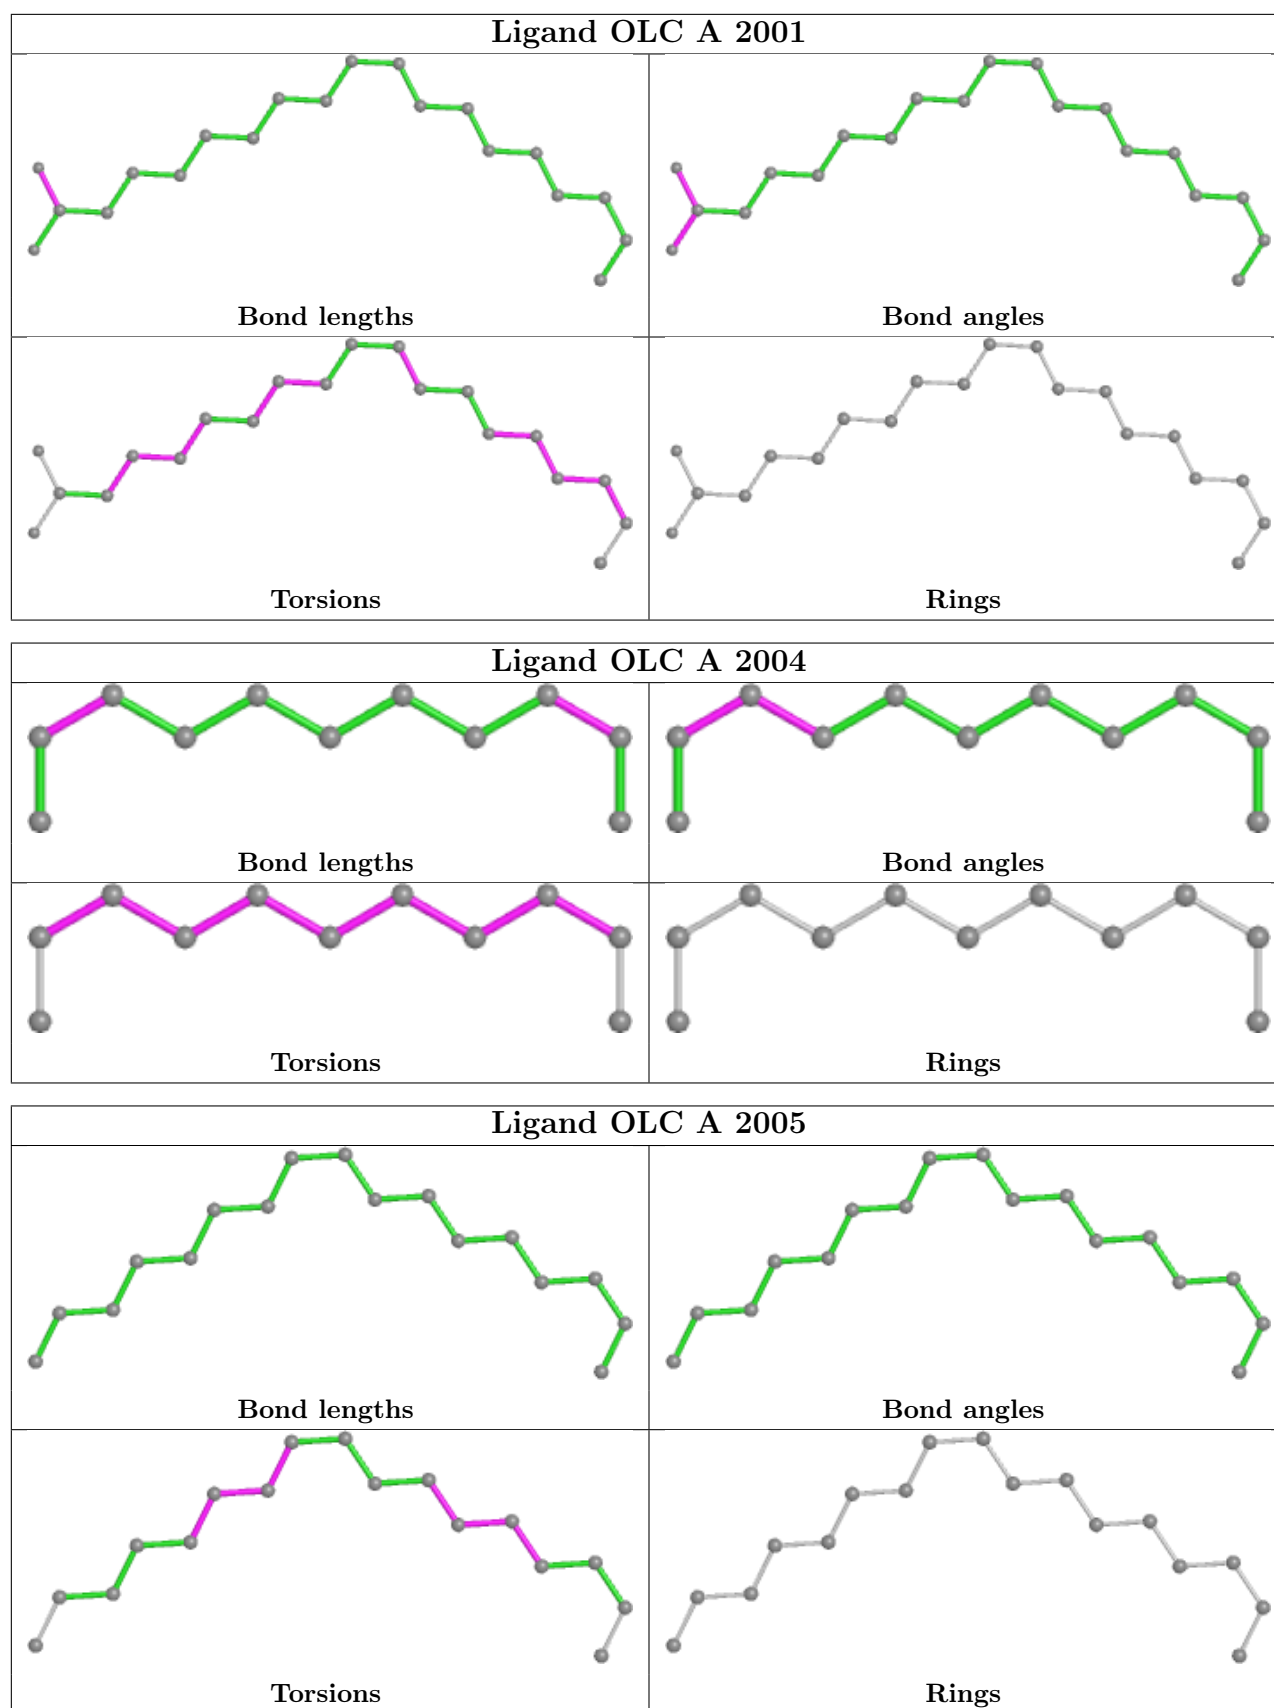 Ligand OLC A 2001
Bond lengths
Bond angles
Torsions
Rings
Ligand OLC A 2004
Bond lengths
Bond angles
Torsions
Rings
Ligand OLC A 2005
Bond lengths
Bond angles
Torsions
Rings